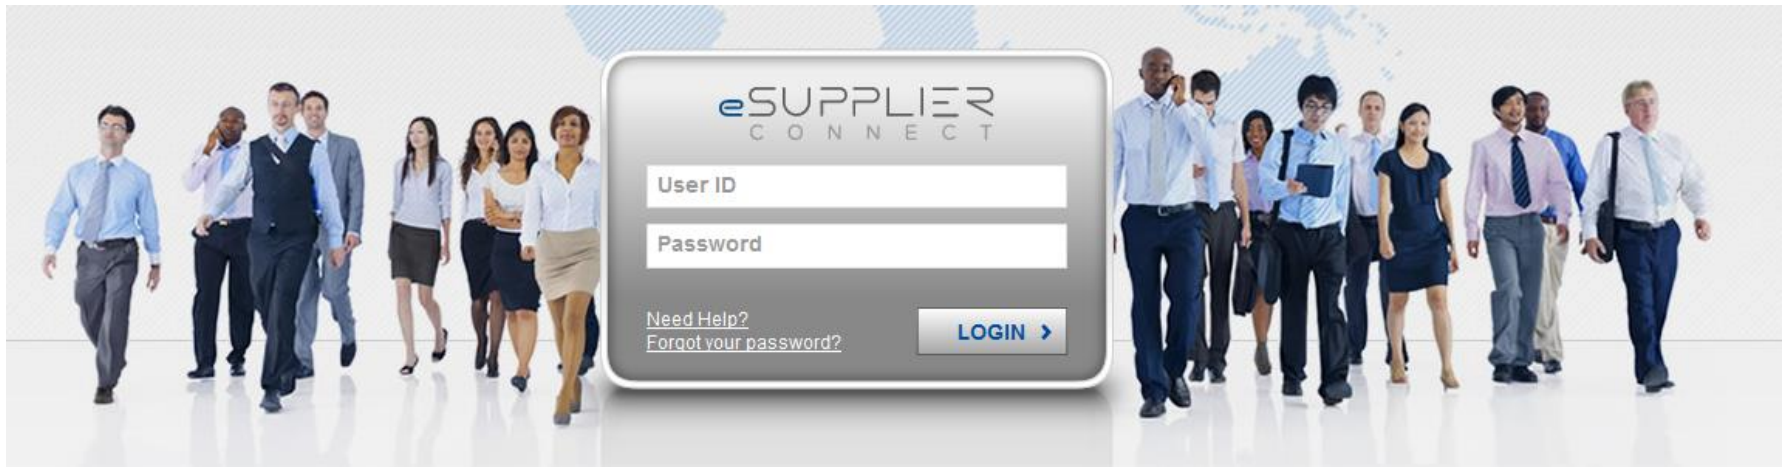 eSUPPLIER
CONNECT
User ID
Password
Need Help?
Forgot your password?
LOGIN >